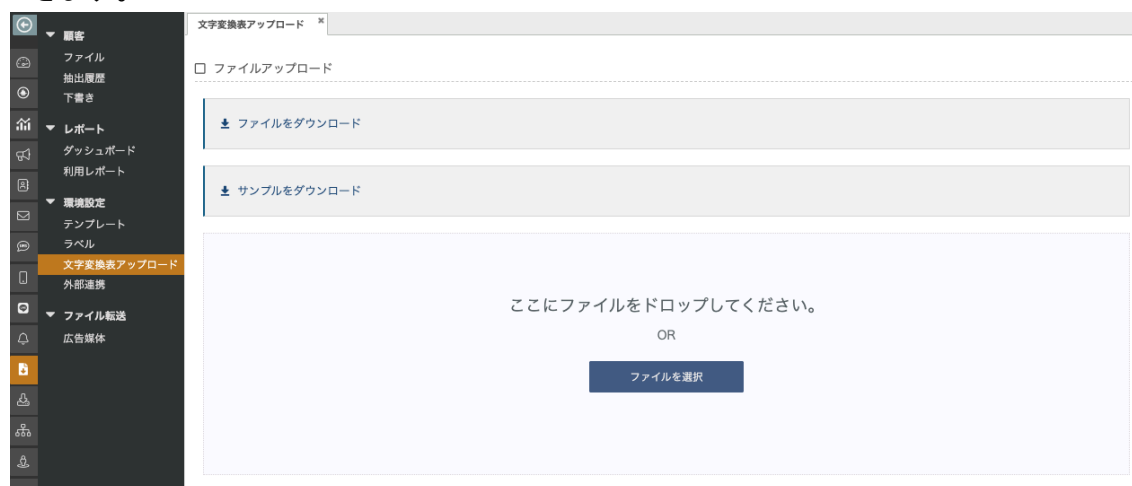 文字変換表アップロード
顧客
ファイル
抽出履歴
下書き
レポート
ダッシュボード
利用レポート
環境設定
テンプレート
ラベル
文字変換表アップロード
外部連携
ファイル転送
広告媒体
ファイルアップロード
ファイルをダウンロード
サンプルをダウンロード
ここにファイルをドロップしてください。
OR
ファイルを選択